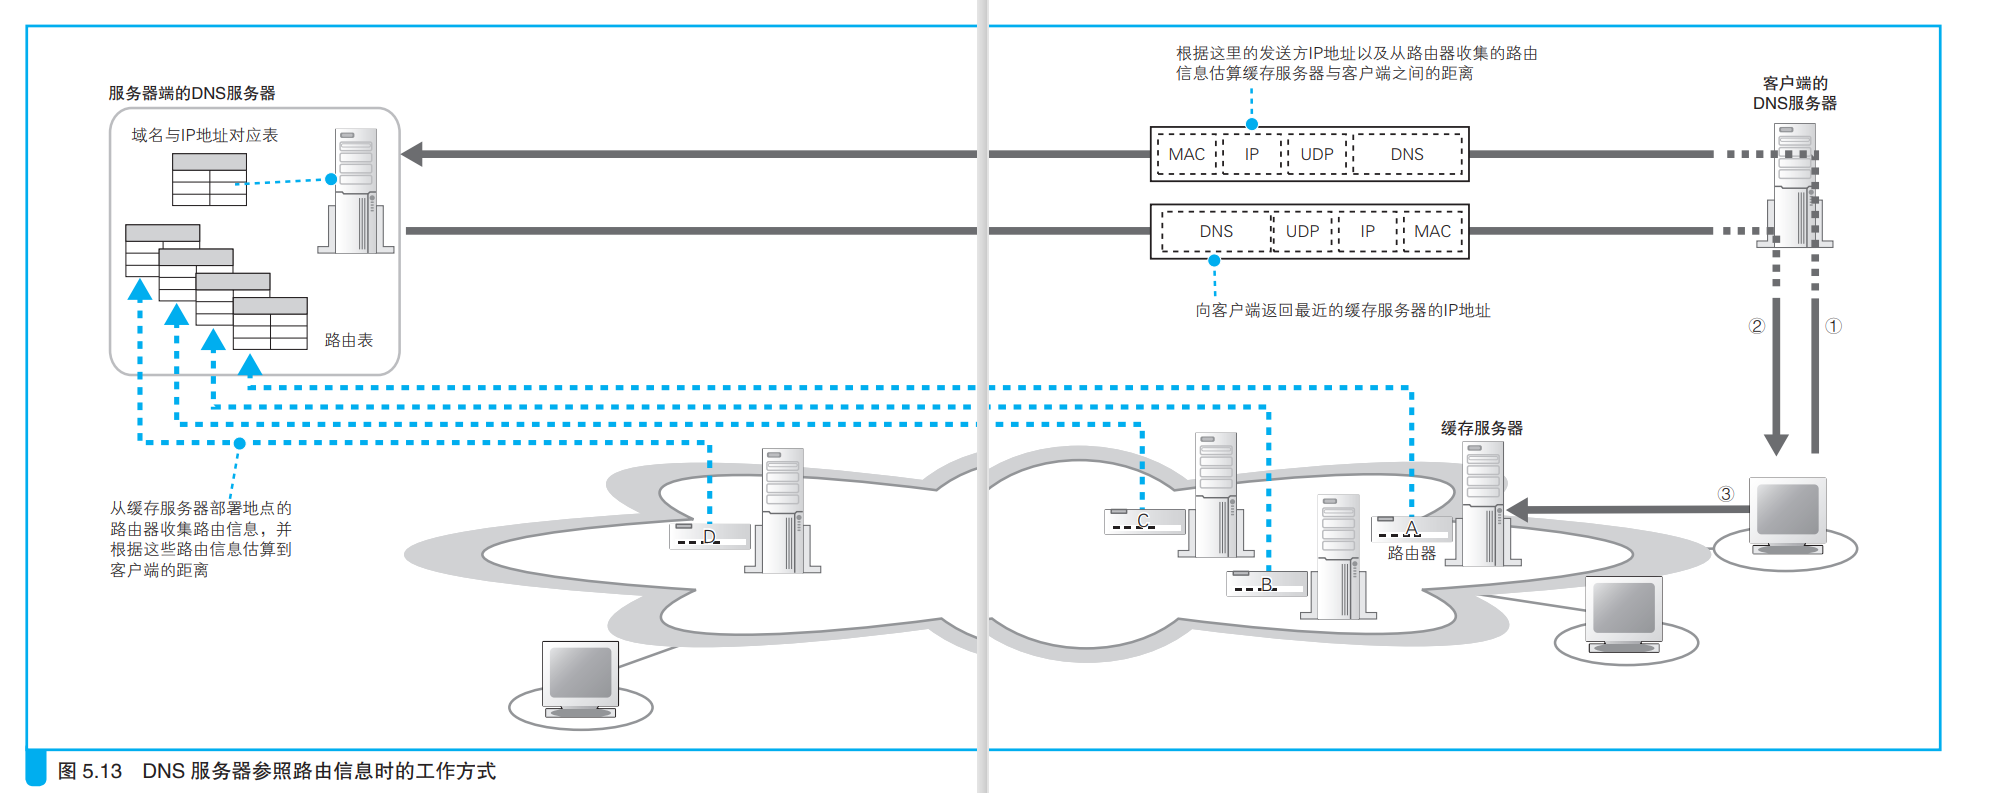 根据这里的发送方IP地址以及从路由器收集的路由
信息估算缓存服务器与客户端之间的距离
客户端的
DNS服务器
服务器端的DNS服务器
域名与IP地址对应表
MAC IP UDP DNS
DNS UDP IP MAC
向客户端返回最近的缓存服务器的IP地址
路由表
② ①
缓存服务器
③
从缓存服务器部署地点的
路由器收集路由信息，并
根据这些路由信息估算到
客户端的距离
D
C
B
A
路由器
图 5.13 DNS 服务器参照路由信息时的工作方式